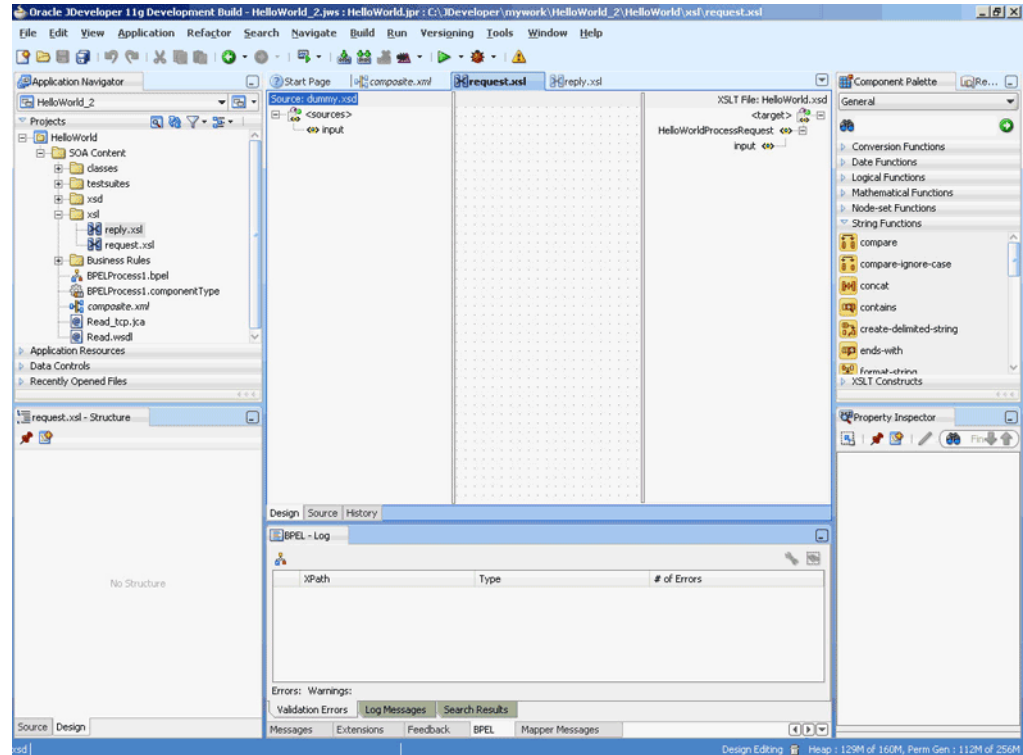 Oracle JDeveloper 11g Development Build - HelloWorld_2.jws : HelloWorld.jpr : C:\JDeveloper\mywork\HelloWorld_2\HelloWorld\xsl\request.xsl
File Edit View Application Refactor Search Navigate Build Run Versioning Tools Window Help
Application Navigator
HelloWorld_2
Projects
HelloWorld
SOA Content
classes
testsuites
xsd
xsl
reply.xsl
request.xsl
Business Rules
BPELProcess1.bpel
BPELProcess1.componentType
composite.xml
Read_tcp.jca
Read.wsdl
Application Resources
Data Controls
Recently Opened Files
request.xsl - Structure
No Structure
Source Design
Start Page composite.xml request.xsl reply.xsl
Source: dummy.xsd
<sources>
input
XSLT File: HelloWorld.xsd
<target>
HelloWorldProcessRequest
input
Design Source History
BPEL - Log
XPath Type # of Errors
Errors: Warnings:
Validation Errors Log Messages Search Results
Messages Extensions Feedback BPEL Mapper Messages
Component Palette Re...
General
Conversion Functions
Date Functions
Logical Functions
Mathematical Functions
Node-set Functions
String Functions
compare
compare-ignore-case
concat
contains
create-delimited-string
ends-with
format-string
XSLT Constructs
Property Inspector
Find
xsd
Design Editing Heap : 129M of 160M, Perm Gen : 112M of 256M